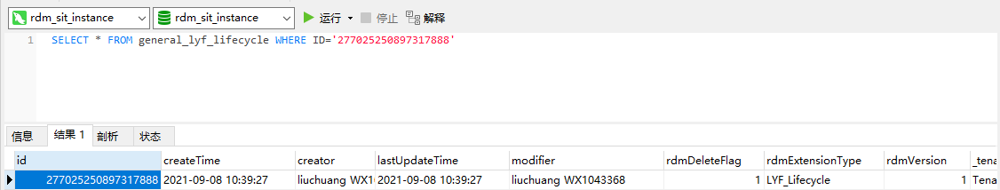 rdm_sit_instance rdm_sit_instance 运行 停止 解释
1 SELECT * FROM general_lyf_lifecycle WHERE ID='277025250897317888'
信息 结果 1 剖析 状态
id createTime creator lastUpdateTime modifier rdmDeleteFlag rdmExtensionType rdmVersion _tena
277025250897317888 2021-09-08 10:39:27 liuchuang WX10 2021-09-08 10:39:27 liuchuang WX1043368 1 LYF_Lifecycle 1 Tena